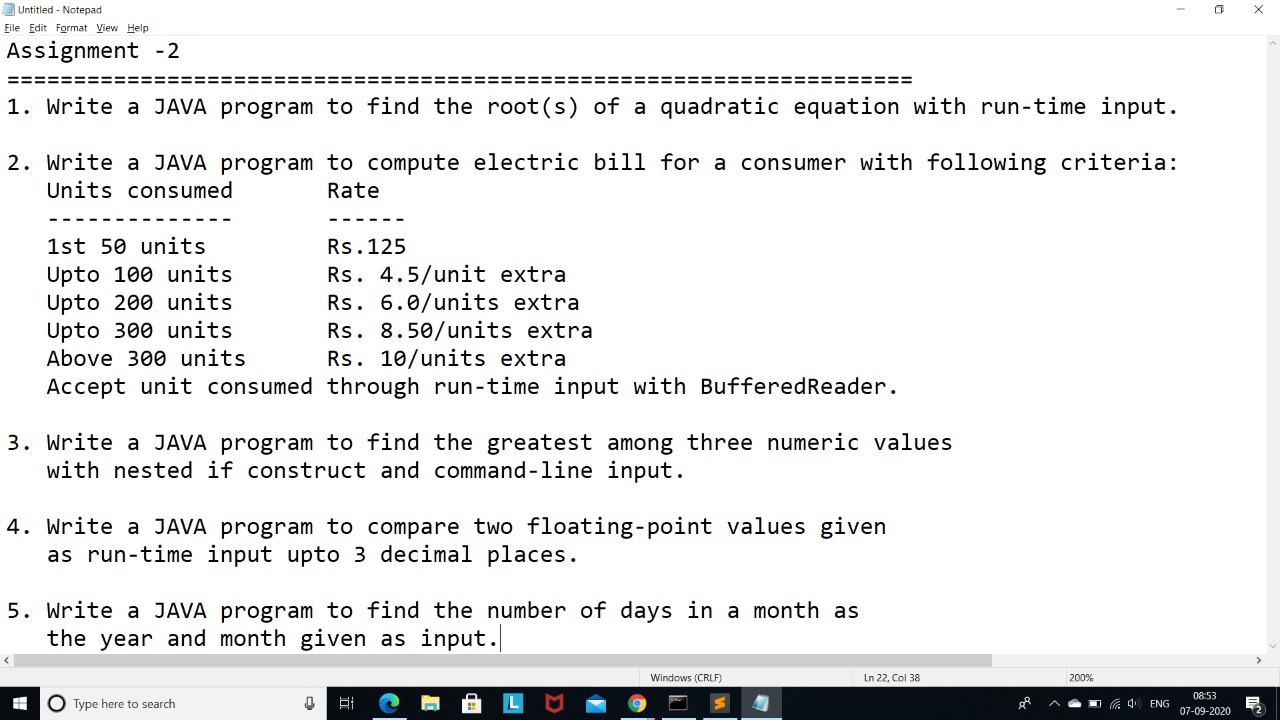 Untitled - Notepad
File Edit Format View Help
Assignment -2
====================================================================
1. Write a JAVA program to find the root(s) of a quadratic equation with run-time input.
2. Write a JAVA program to compute electric bill for a consumer with following criteria:
Units consumed Rate
-------------- ------
1st 50 units Rs.125
Upto 100 units Rs. 4.5/unit extra
Upto 200 units Rs. 6.0/units extra
Upto 300 units Rs. 8.50/units extra
Above 300 units Rs. 10/units extra
Accept unit consumed through run-time input with BufferedReader.
3. Write a JAVA program to find the greatest among three numeric values
with nested if construct and command-line input.
4. Write a JAVA program to compare two floating-point values given
as run-time input upto 3 decimal places.
5. Write a JAVA program to find the number of days in a month as
the year and month given as input.
Windows (CRLF) Ln 22, Col 38 200%
Type here to search L ENG 08:53
07-09-2020 2